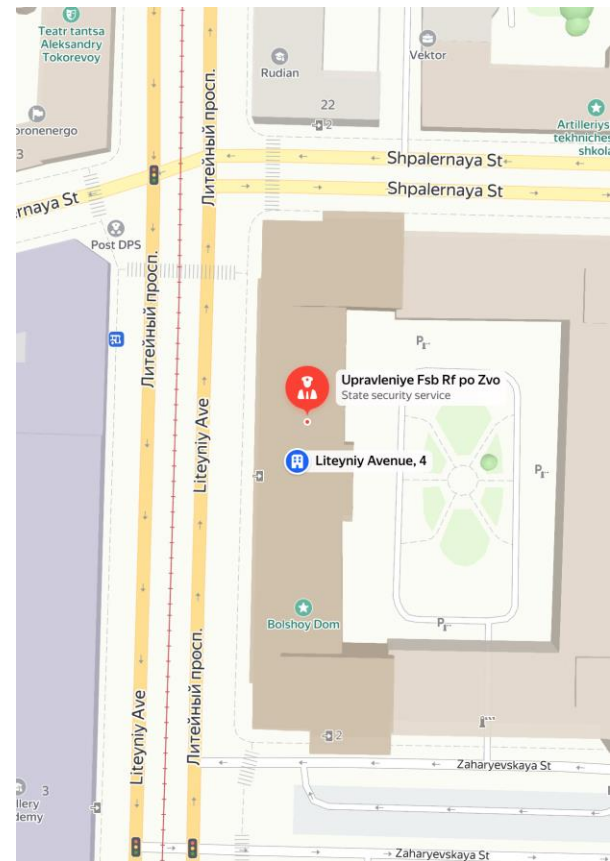 Teatr tantsa
Aleksandry
Tokorevoy
Rudian
Vektor
22
2
Artilleriys
tekhniches
shkola
oronenergo
3
Литейный просп.
Shpalernaya St
Shpalernaya St
rnaya St
Post DPS
Литейный просп.
P
Upravleniye Fsb Rf po Zvo
State security service
Liteyniy Avenue, 4
Liteyniy Ave
P
Bolshoy Dom
P
Литейный просп.
Liteyniy Ave
2
Zaharyevskaya St
3
llery
demy
Zaharyevskaya St